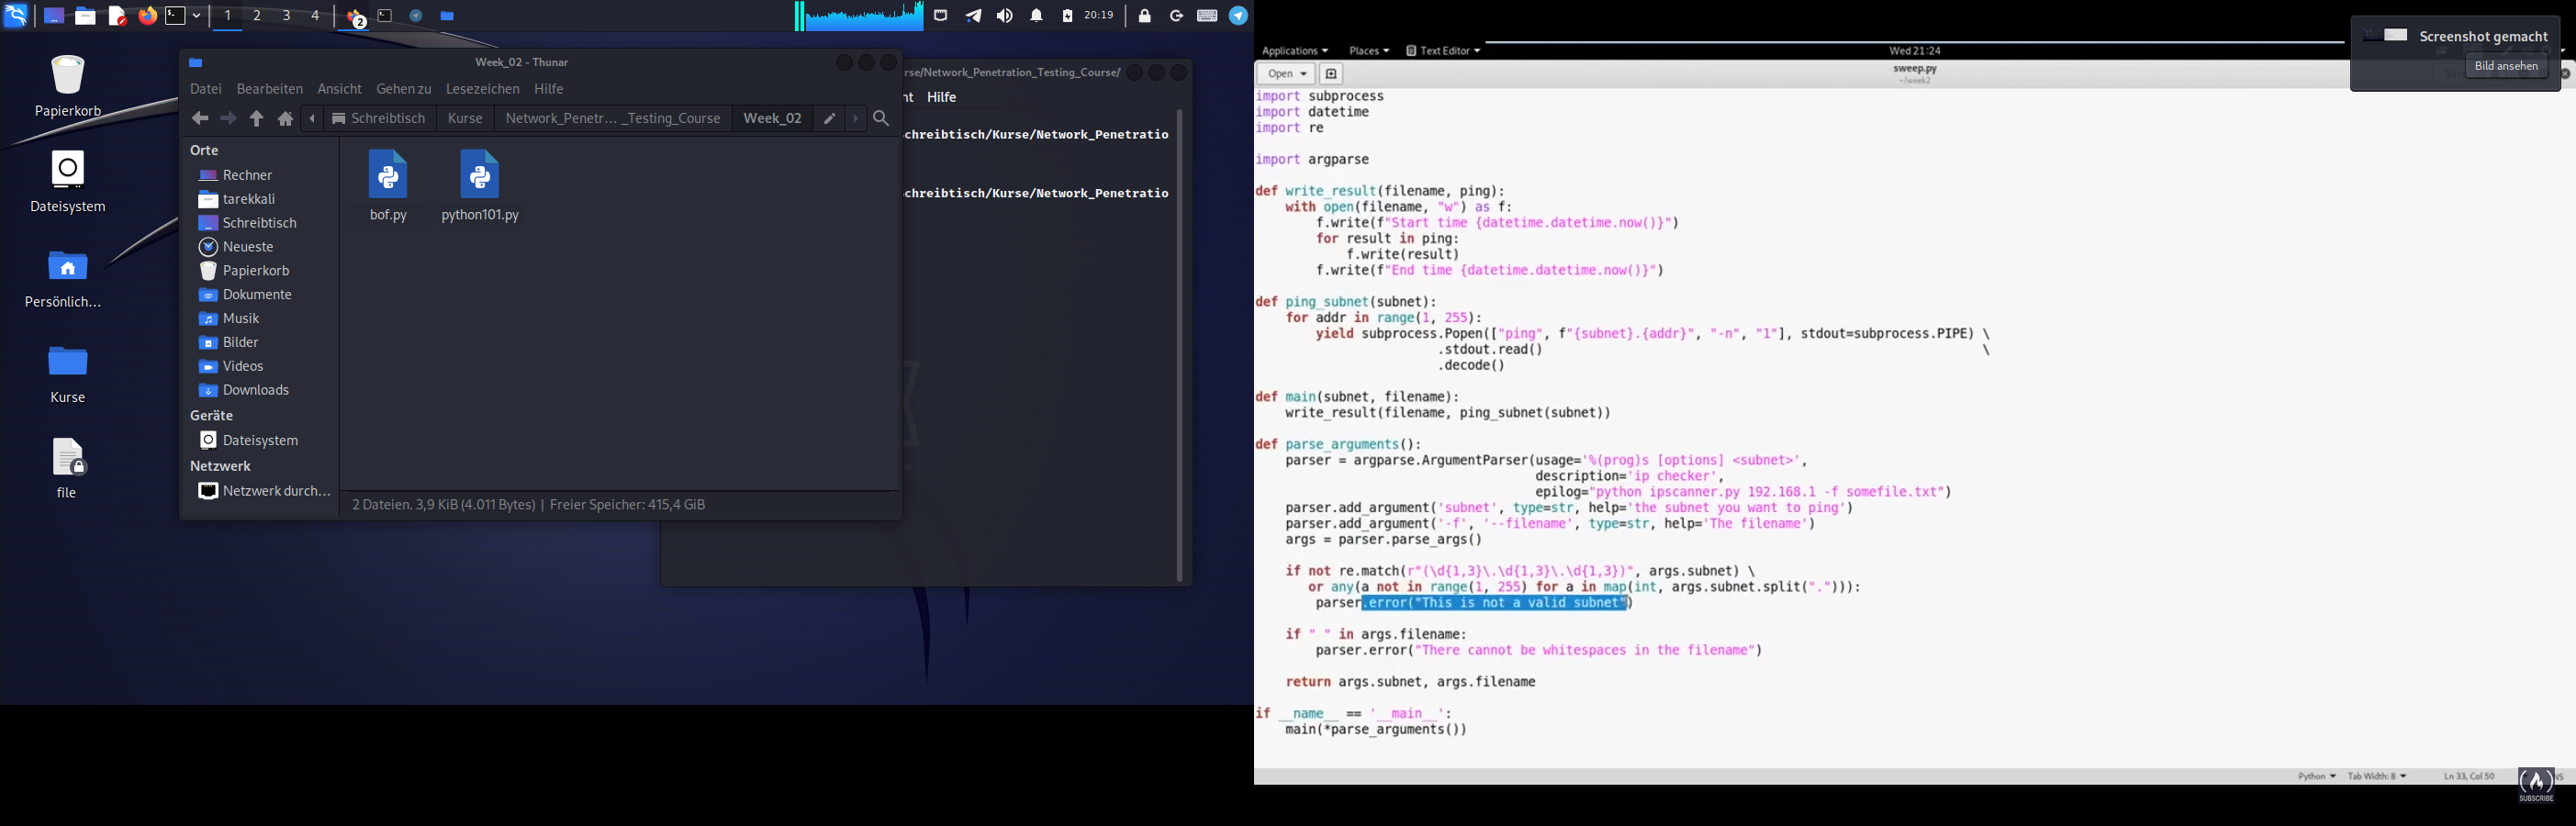 1 2 3 4 2 20:19
Papierkorb
Dateisystem
Persönlich...
Kurse
file
Week_02 - Thunar
Datei Bearbeiten Ansicht Gehen zu Lesezeichen Hilfe
Schreibtisch Kurse Network_Penetr... _Testing_Course Week_02
Orte
Rechner
tarekkali
Schreibtisch
Neueste
Papierkorb
Dokumente
Musik
Bilder
Videos
Downloads
Geräte
Dateisystem
Netzwerk
Netzwerk durch...
bof.py python101.py
2 Dateien. 3,9 KiB (4.011 Bytes) | Freier Speicher: 415,4 GiB
rse/Network_Penetration_Testing_Course/
nt Hilfe
chreibtisch/Kurse/Network_Penetratio
chreibtisch/Kurse/Network_Penetratio
Applications Places Text Editor Wed 21:24
Open sweep.py
~/week2
Screenshot gemacht
Bild ansehen
import subprocess
import datetime
import re
import argparse
def write_result(filename, ping):
    with open(filename, "w") as f:
        f.write(f"Start time {datetime.datetime.now()}")
        for result in ping:
            f.write(result)
        f.write(f"End time {datetime.datetime.now()}")
def ping_subnet(subnet):
    for addr in range(1, 255):
        yield subprocess.Popen(["ping", f"{subnet}.{addr}", "-n", "1"], stdout=subprocess.PIPE) \
                        .stdout.read() \
                        .decode()
def main(subnet, filename):
    write_result(filename, ping_subnet(subnet))
def parse_arguments():
    parser = argparse.ArgumentParser(usage='%(prog)s [options] <subnet>',
                                     description='ip checker',
                                     epilog="python ipscanner.py 192.168.1 -f somefile.txt")
    parser.add_argument('subnet', type=str, help='the subnet you want to ping')
    parser.add_argument('-f', '--filename', type=str, help='The filename')
    args = parser.parse_args()
    if not re.match(r"(\d{1,3}\.\d{1,3}\.\d{1,3})", args.subnet) \
       or any(a not in range(1, 255) for a in map(int, args.subnet.split("."))):
        parser.error("This is not a valid subnet")
    if " " in args.filename:
        parser.error("There cannot be whitespaces in the filename")
    return args.subnet, args.filename
if __name__ == '__main__':
    main(*parse_arguments())
Python Tab Width: 8 Ln 33, Col 50 NS
SUBSCRIBE